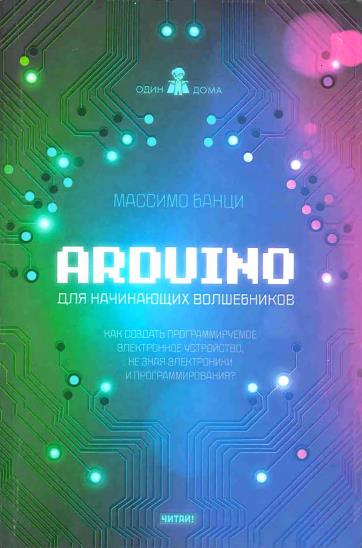 ОДИН ДОМА
МАССИМО БАНЦИ
ARDUINO
ДЛЯ НАЧИНАЮЩИХ ВОЛШЕБНИКОВ
КАК СОЗДАТЬ ПРОГРАММИРУЕМОЕ
ЭЛЕКТРОННОЕ УСТРОЙСТВО,
НЕ ЗНАЯ ЭЛЕКТРОНИКИ
И ПРОГРАММИРОВАНИЯ?
ЧИТАЙ!